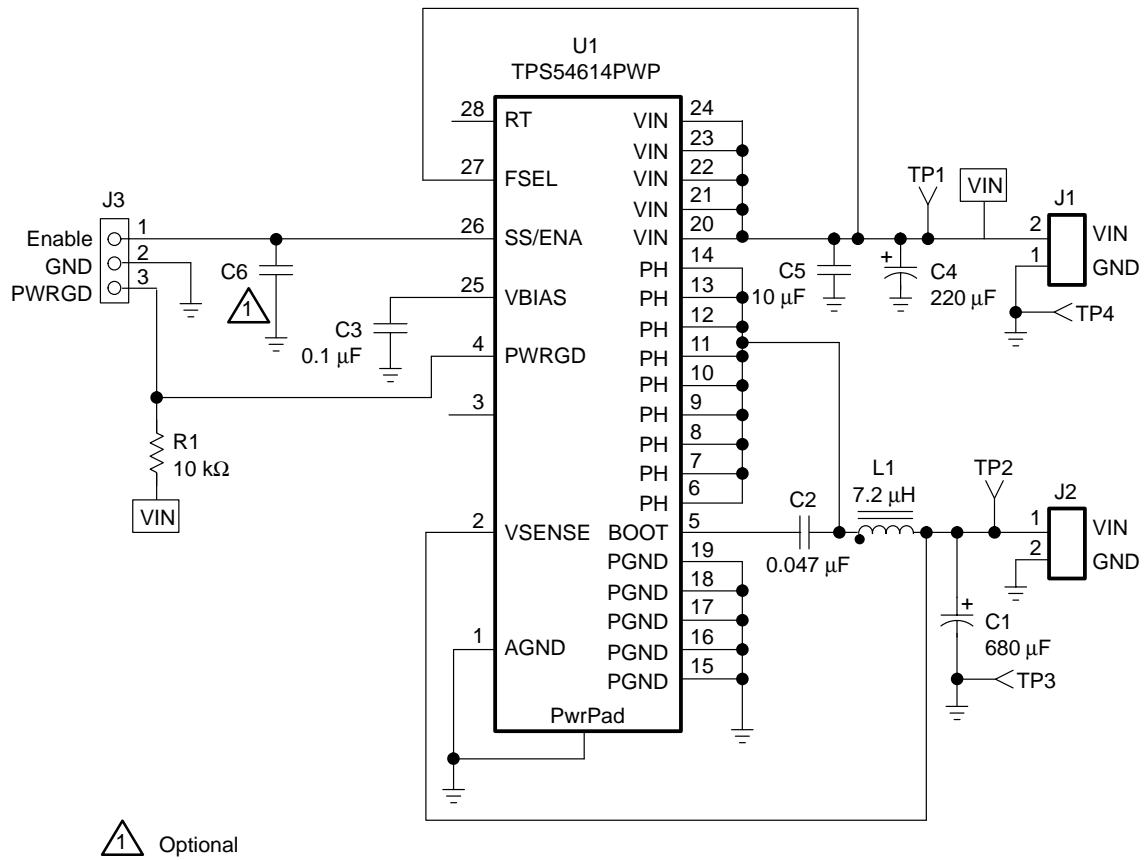 U1
TPS54614PWP
28 RT VIN 24
VIN 23
27 FSEL VIN 22
VIN 21
26 SS/ENA VIN 20
PH 14
25 VBIAS PH 13
PH 12
4 PWRGD PH 11
PH 10
3 PH 9
PH 8
PH 7
PH 6
2 VSENSE BOOT 5
PGND 19
PGND 18
PGND 17
1 AGND PGND 16
PGND 15
PwrPad
J3
Enable 1
GND 2
PWRGD 3
C6
1
C3
0.1 μF
R1
10 kΩ
VIN
TP1
VIN
J1
2 VIN
1 GND
C5
10 μF
+
C4
220 μF
TP4
C2
0.047 μF
L1
7.2 μH
TP2
J2
1 VIN
2 GND
+
C1
680 μF
TP3
1 Optional